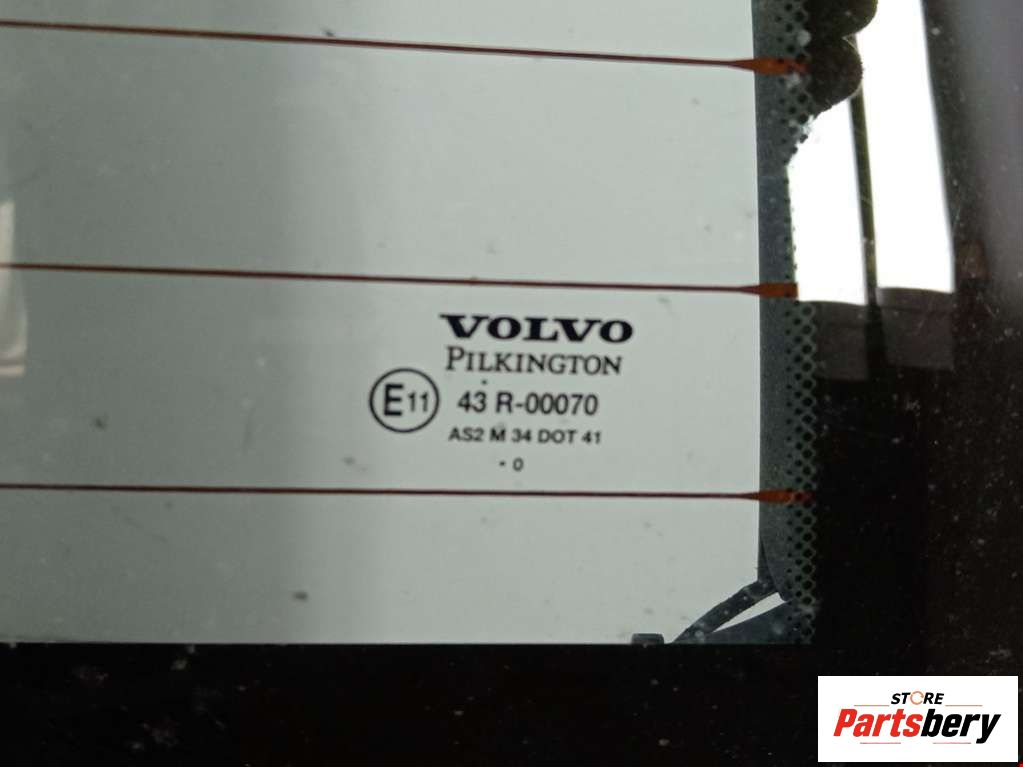 VOLVO
PILKINGTON
E11 43 R-00070
AS2 M 34 DOT 41
· 0
STORE
Partsbery